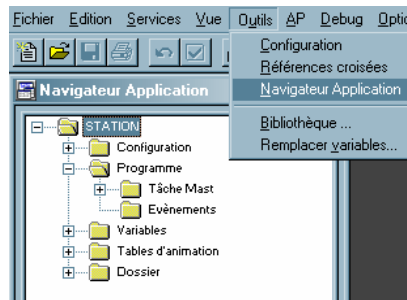 Fichier Edition Services Vue Outils AP Debug Optio
Configuration
Références croisées
Navigateur Application
Bibliothèque ...
Remplacer variables...
Navigateur Application
STATION
Configuration
Programme
Tâche Mast
Evènements
Variables
Tables d'animation
Dossier